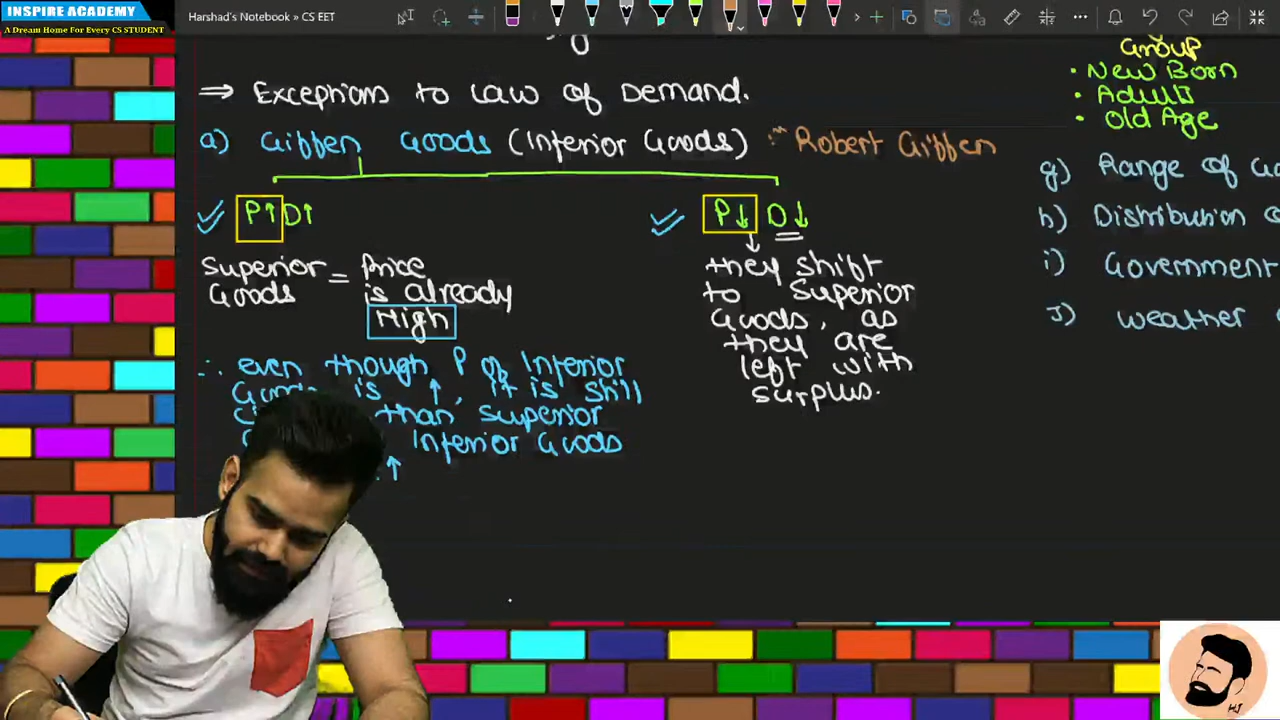 INSPIRE ACADEMY
A Dream Home For Every CS STUDENT
Harshad's Notebook » CS EET
⇒ Exceptions to Law of Demand.
a) Giffen Goods (Inferior Goods) :- Robert Giffen
P↑ D↑
Superior Goods = Price is already High
∴ even though P of Inferior
is ↑, it is still
than superior
Inferior Goods
↑
P↓ D↓
they shift
to superior
Goods, as
they are
left with
surplus.
Group
• New Born
• Adult
• Old Age
g) Range of
h) Distribution
i) Government
J) weather
HJ